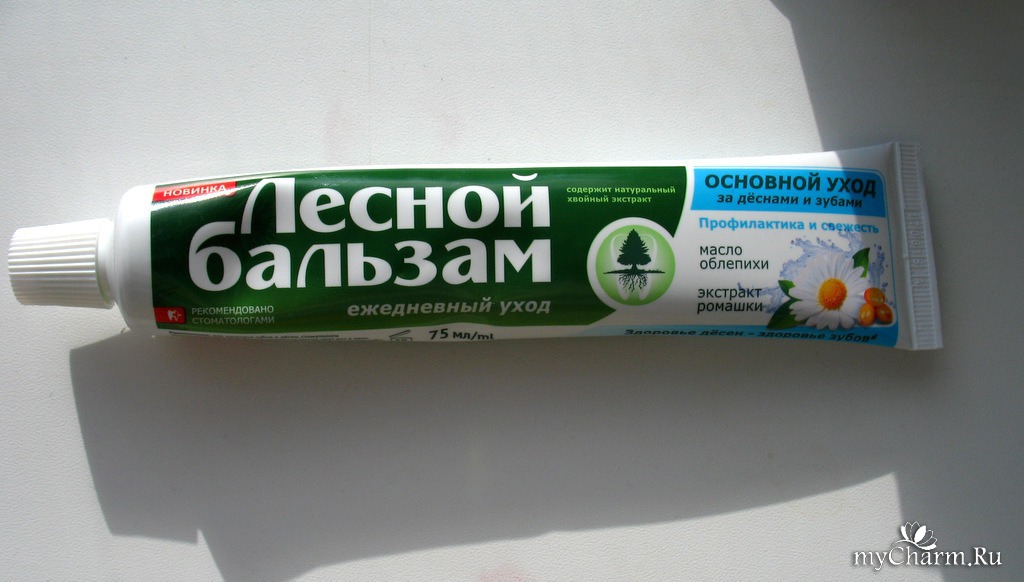 НОВИНКА
Лесной
бальзам
ежедневный уход
РЕКОМЕНДОВАНО
СТОМАТОЛОГАМИ
75 мл/ml
содержит натуральный
хвойный экстракт
ОСНОВНОЙ УХОД
за дёснами и зубами
Профилактика и свежесть
масло
облепихи
экстракт
ромашки
Здоровье дёсен - здоровье зубов
myCharm.Ru